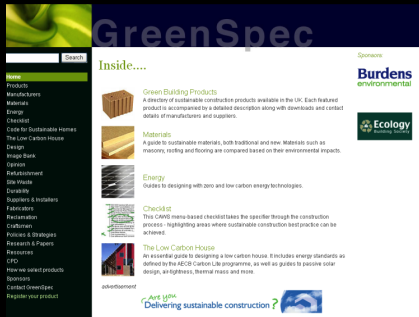 GreenSpec
Search
Home
Products
Manufacturers
Materials
Energy
Checklist
Code for Sustainable Homes
The Low Carbon House
Design
Image Bank
Opinion
Refurbishment
Site Waste
Durability
Suppliers & Installers
Fabricators
Reclamation
Craftsmen
Policies & Strategies
Research & Papers
Resources
CPD
How we select products
Sponsors
Contact GreenSpec
Register your product
Inside....
Green Building Products
A directory of sustainable construction products available in the UK. Each featured
product is accompanied by a detailed description along with downloads and contact
details of manufacturers and suppliers.
Materials
A guide to sustainable materials, both traditional and new. Materials such as
masonry, roofing and flooring are compared based on their environmental impacts.
Energy
Guides to designing with zero and low carbon energy technologies.
Checklist
This CAWS menu-based checklist takes the specifier through the construction
process - highlighting areas where sustainable construction best practice can be
achieved.
The Low Carbon House
An essential guide to designing a low carbon house. It includes energy standards as
defined by the AECB Carbon Lite programme, as well as guides to passive solar
design, air-tightness, thermal mass and more.
advertisement
Are you
Delivering sustainable construction ?
Sponsors
Burdens
environmental
Ecology
Building Society